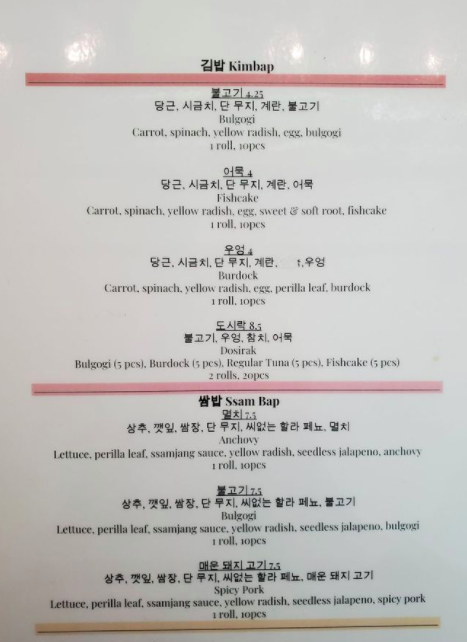 김밥 Kimbap
불고기 4.25
당근, 시금치, 단 무지, 계란, 불고기
Bulgogi
Carrot, spinach, yellow radish, egg, bulgogi
1 roll, 10pcs
어묵 4
당근, 시금치, 단 무지, 계란, 어묵
Fishcake
Carrot, spinach, yellow radish, egg, sweet & soft root, fishcake
1 roll, 10pcs
우엉 4
당근, 시금치, 단 무지, 계란, ,우엉
Burdock
Carrot, spinach, yellow radish, egg, perilla leaf, burdock
1 roll, 10pcs
도시락 8.5
불고기, 우엉, 참치, 어묵
Dosirak
Bulgogi (5 pcs), Burdock (5 pcs), Regular Tuna (5 pcs), Fishcake (5 pcs)
2 rolls, 20pcs
쌈밥 Ssam Bap
멸치 7.5
상추, 깻잎, 쌈장, 단 무지, 씨없는 할라 페뇨, 멸치
Anchovy
Lettuce, perilla leaf, ssamjang sauce, yellow radish, seedless jalapeno, anchovy
1 roll, 10pcs
불고기 7.5
상추, 깻잎, 쌈장, 단 무지, 씨없는 할라 페뇨, 불고기
Bulgogi
Lettuce, perilla leaf, ssamjang sauce, yellow radish, seedless jalapeno, bulgogi
1 roll, 10pcs
매운 돼지 고기 7.5
상추, 깻잎, 쌈장, 단 무지, 씨없는 할라 페뇨, 매운 돼지 고기
Spicy Pork
Lettuce, perilla leaf, ssamjang sauce, yellow radish, seedless jalapeno, spicy pork
1 roll, 10pcs